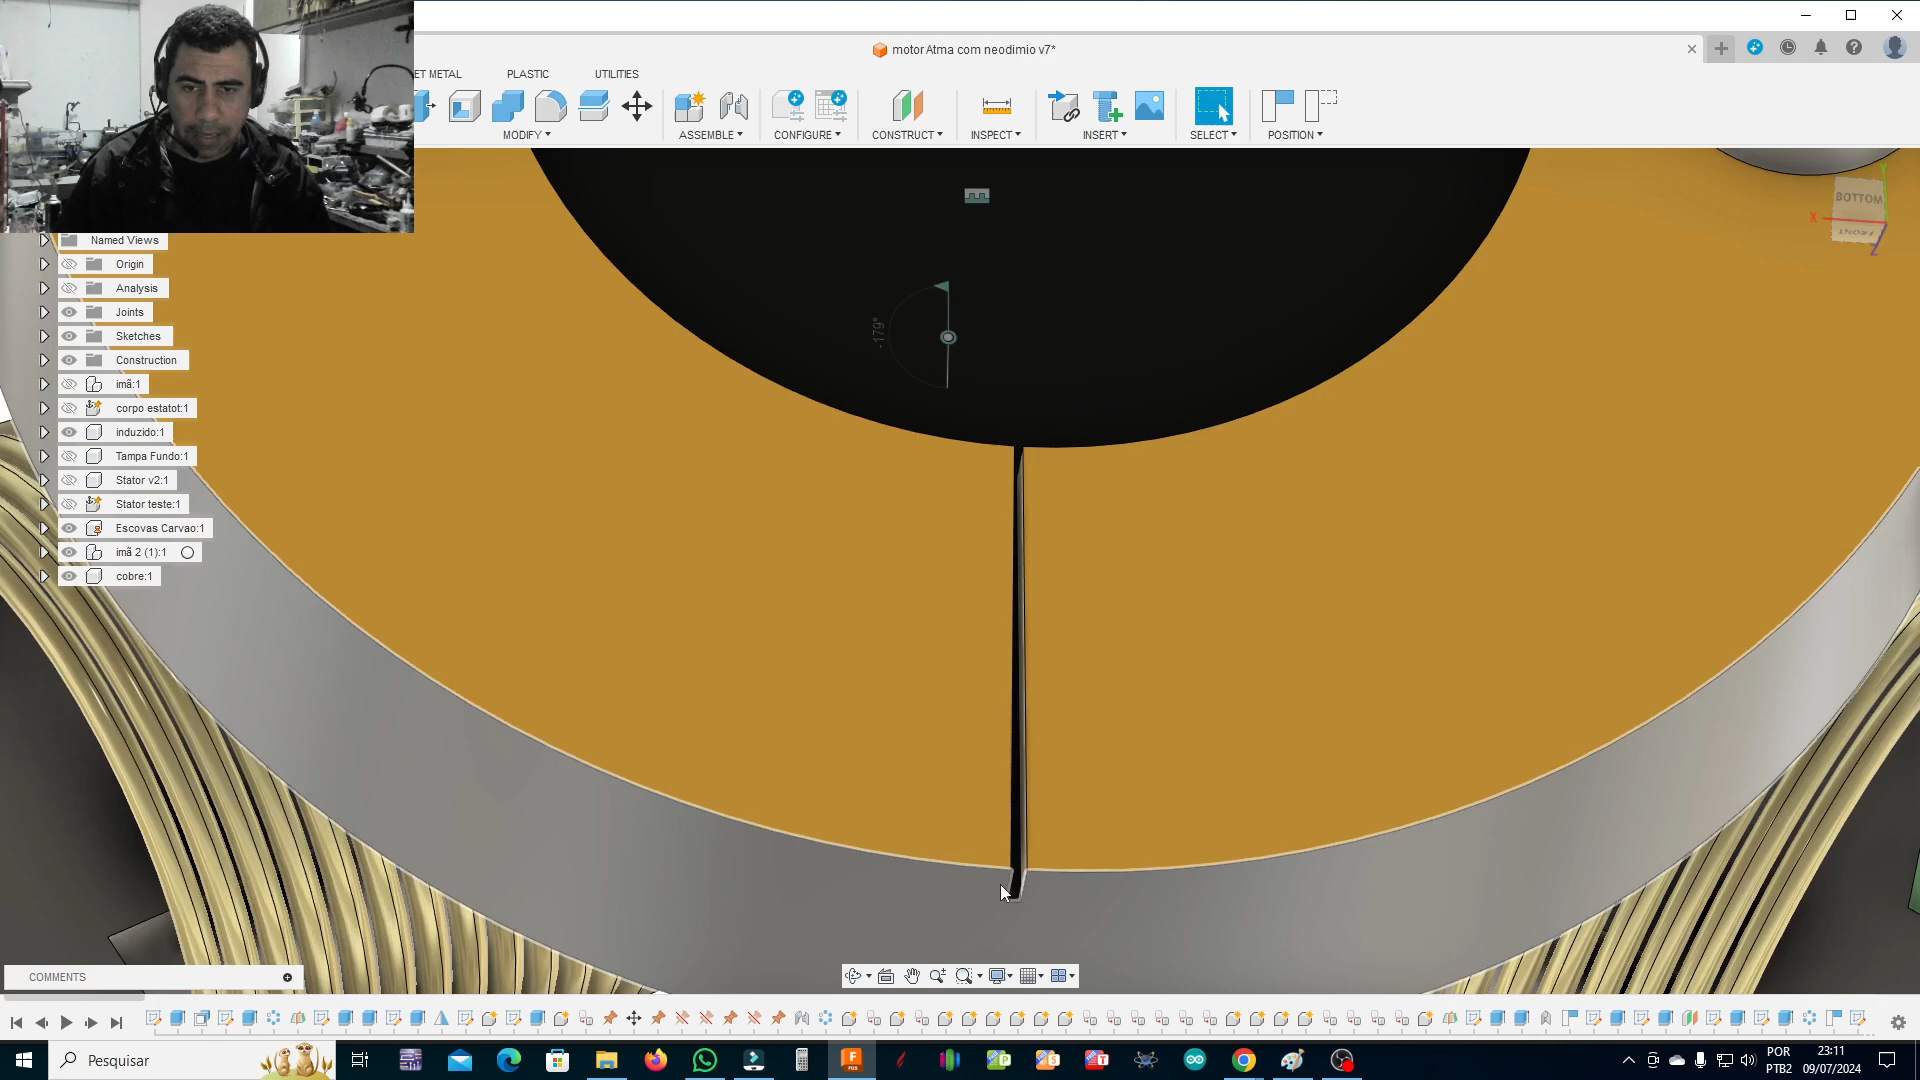 motor Atma com neodimio v7*
ET METAL
PLASTIC
UTILITIES
MODIFY
ASSEMBLE
CONFIGURE
CONSTRUCT
INSPECT
INSERT
SELECT
POSITION
BOTTOM
FRONT
X
Z
-179°
Named Views
Origin
Analysis
Joints
Sketches
Construction
imã:1
corpo estatot:1
induzido:1
Tampa Fundo:1
Stator v2:1
Stator teste:1
Escovas Carvao:1
imã 2 (1):1
cobre:1
COMMENTS
Pesquisar
F
FUS
P
S
T
POR
PTB2
23:11
09/07/2024